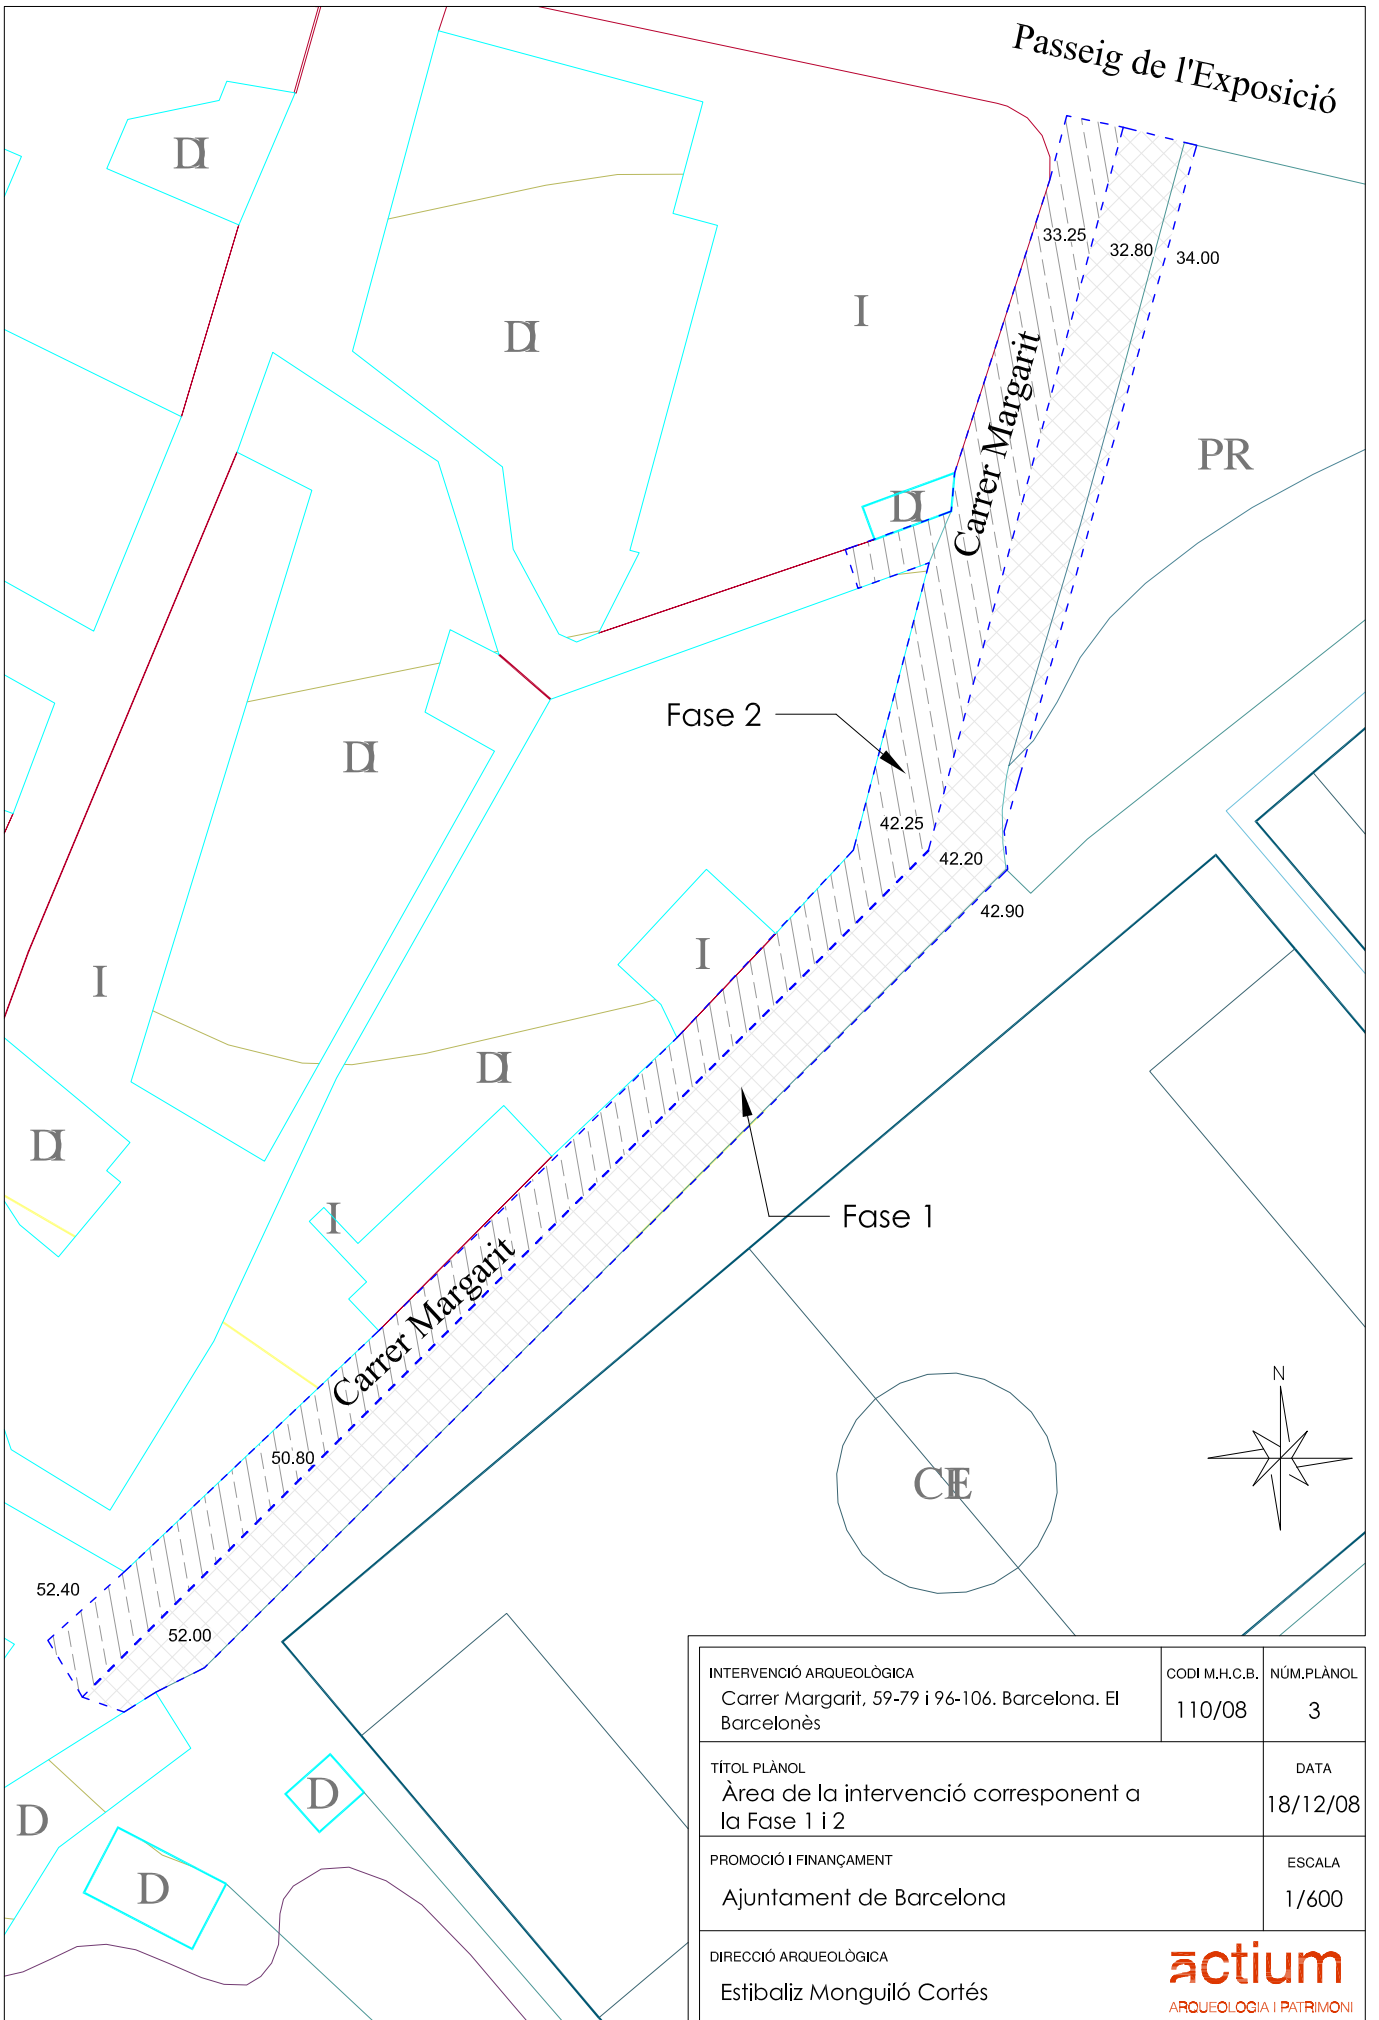 Passeig de l'Exposició
DI
33.25
32.80
34.00
I
DI
Carrer Margarit
PR
DI
Fase 2
DI
42.25
42.20
42.90
I
I
DI
DI
I
Fase 1
Carrer Margarit
N
50.80
CE
52.40
52.00
D
D
D
INTERVENCIÓ ARQUEOLÒGICA
Carrer Margarit, 59-79 i 96-106. Barcelona. El
Barcelonès
CODI M.H.C.B.
110/08
NÚM.PLÀNOL
3
TÍTOL PLÀNOL
Àrea de la intervenció corresponent a
la Fase 1 i 2
DATA
18/12/08
PROMOCIÓ I FINANÇAMENT
Ajuntament de Barcelona
ESCALA
1/600
DIRECCIÓ ARQUEOLÒGICA
Estibaliz Monguiló Cortés
actium
ARQUEOLOGIA I PATRIMONI